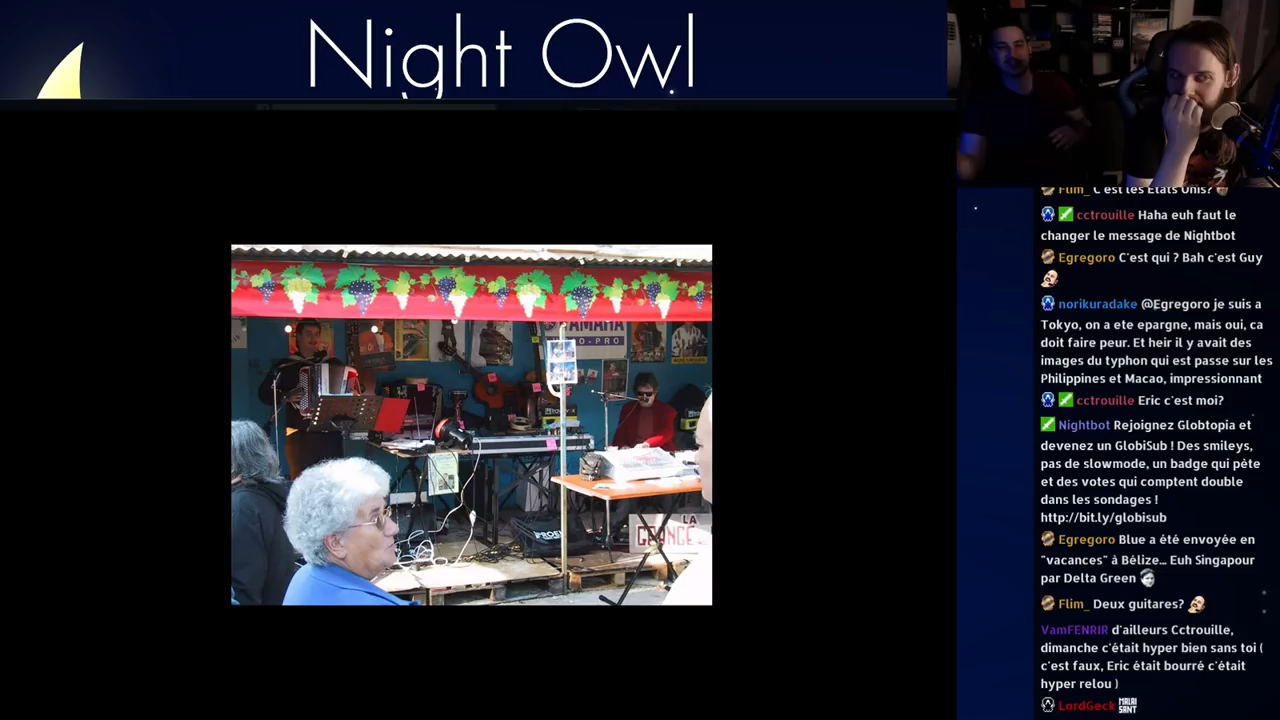 Night Owl
YAMAHA
O-PRO
PROEL
LA
Flim_ C'est les Etats Unis?
cctrouille Haha euh faut le
changer le message de Nightbot
Egregoro C'est qui ? Bah c'est Guy
norikuradake @Egregoro je suis a
Tokyo, on a ete epargne, mais oui, ca
doit faire peur. Et heir il y avait des
images du typhon qui est passe sur les
Philippines et Macao, impressionnant
cctrouille Eric c'est moi?
Nightbot Rejoignez Globtopia et
devenez un GlobiSub ! Des smileys,
pas de slowmode, un badge qui pète
et des votes qui comptent double
dans les sondages !
http://bit.ly/globisub
Egregoro Blue a été envoyée en
"vacances" à Bélize... Euh Singapour
par Delta Green
Flim_ Deux guitares?
VamFENRIR d'ailleurs Cctrouille,
dimanche c'était hyper bien sans toi (
c'est faux, Eric était bourré c'était
hyper relou )
LordGeck MALAI
SANT